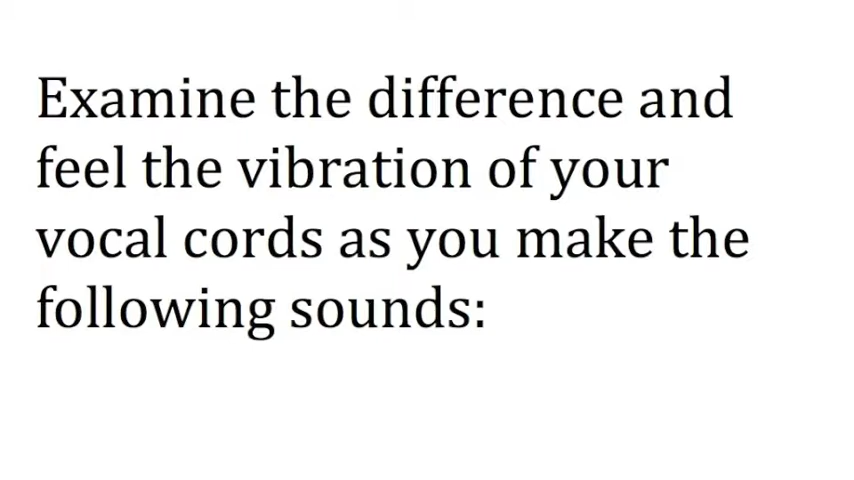 Examine the difference and
feel the vibration of your
vocal cords as you make the
following sounds: